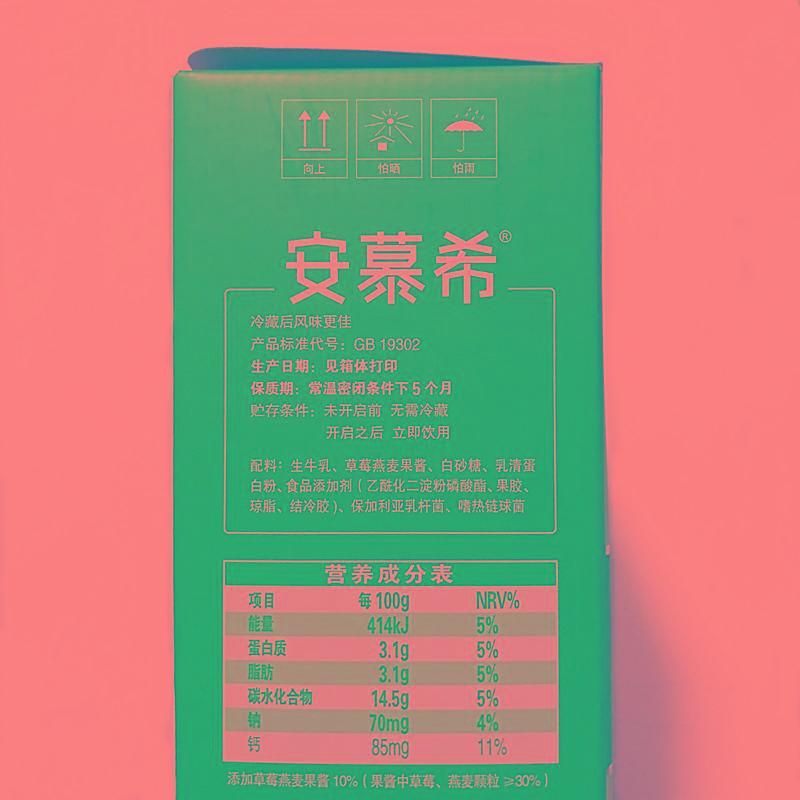 向上 怕晒 怕雨
安慕希®
冷藏后风味更佳
产品标准代号：GB 19302
生产日期：见箱体打印
保质期：常温密闭条件下 5 个月
贮存条件：未开启前 无需冷藏
开启之后 立即饮用
配料：生牛乳、草莓燕麦果酱、白砂糖、乳清蛋
白粉、食品添加剂（乙酰化二淀粉磷酸酯、果胶、
琼脂、结冷胶）、保加利亚乳杆菌、嗜热链球菌
营养成分表
项目 每100g NRV%
能量 414kJ 5%
蛋白质 3.1g 5%
脂肪 3.1g 5%
碳水化合物 14.5g 5%
钠 70mg 4%
钙 85mg 11%
添加草莓燕麦果酱10%（果酱中草莓、燕麦颗粒≥30%）